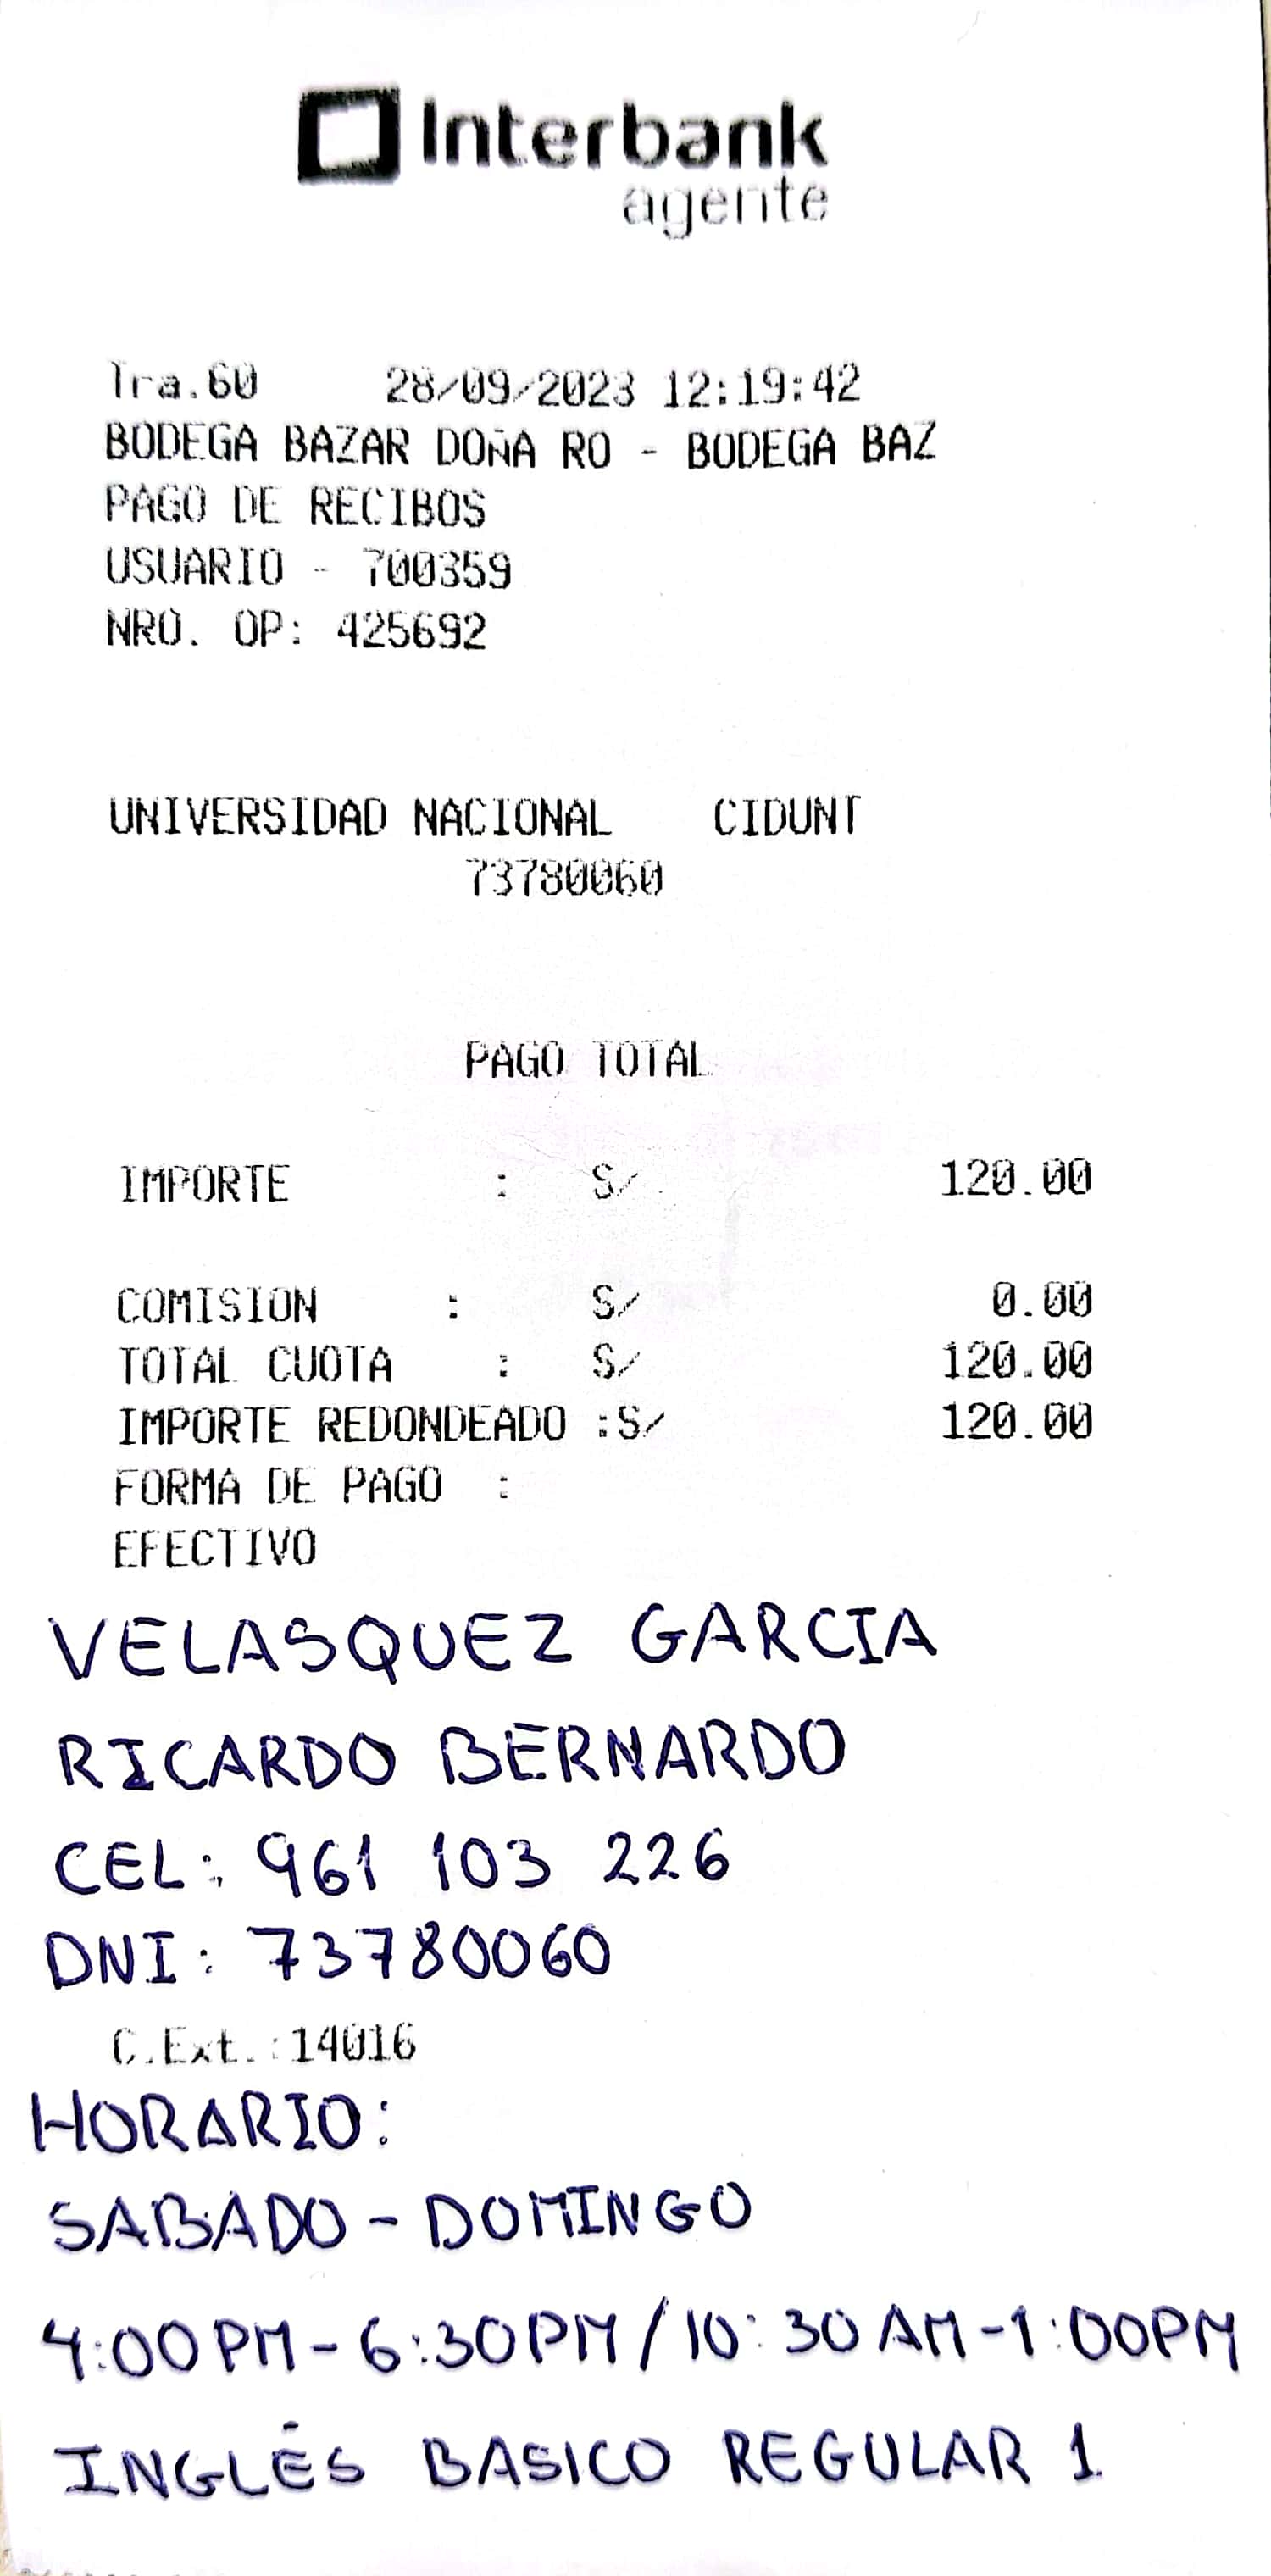 Interbank
agente
Tra.60 28/09/2023 12:19:42
BODEGA BAZAR DOÑA RO - BODEGA BAZ
PAGO DE RECIBOS
USUARIO - 700359
NRO. OP: 425692
UNIVERSIDAD NACIONAL CIDUNT
73780060
PAGO TOTAL
IMPORTE : S/ 120.00
COMISION : S/ 0.00
TOTAL CUOTA : S/ 120.00
IMPORTE REDONDEADO :S/ 120.00
FORMA DE PAGO :
EFECTIVO
VELASQUEZ GARCIA
RICARDO BERNARDO
CEL: 961 103 226
DNI: 73780060
C.Ext.:14016
HORARIO:
SABADO - DOMINGO
4:00PM - 6:30PM / 10:30 AM - 1:00PM
INGLÉS BASICO REGULAR 1